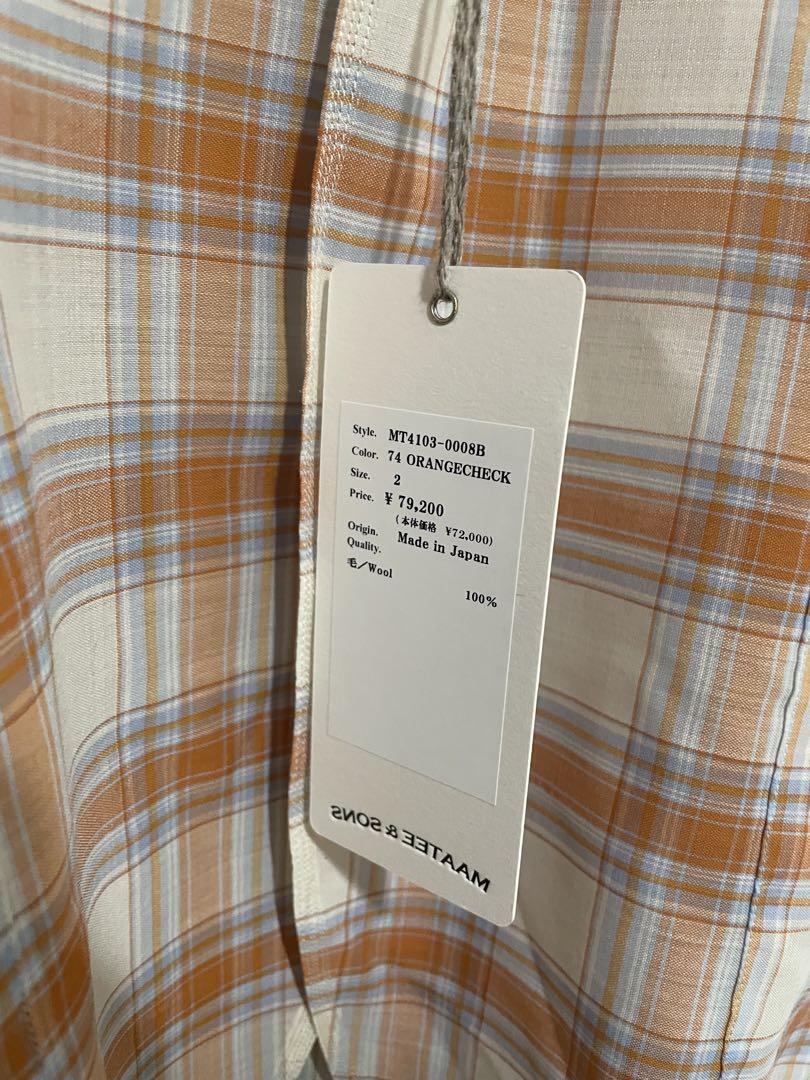 Style. MT4103-0008B
Color. 74 ORANGECHECK
Size. 2
Price. ¥ 79,200
(本体価格 ¥72,000)
Origin. Made in Japan
Quality.
毛/Wool
100%
MAATEE & SONS